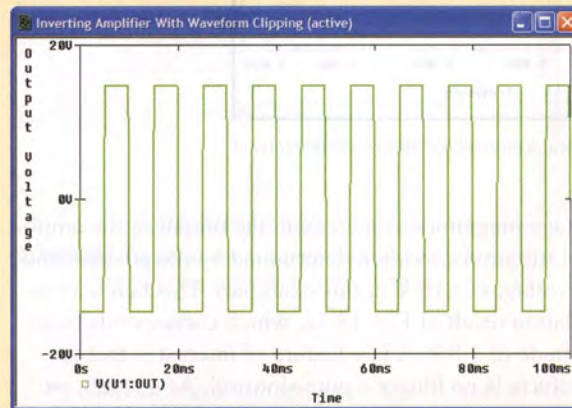 Inverting Amplifier With Waveform Clipping (active)
20V
Output Voltage
0V
-20V
0s
20ms
40ms
60ms
80ms
100ms
V(U1:OUT)
Time